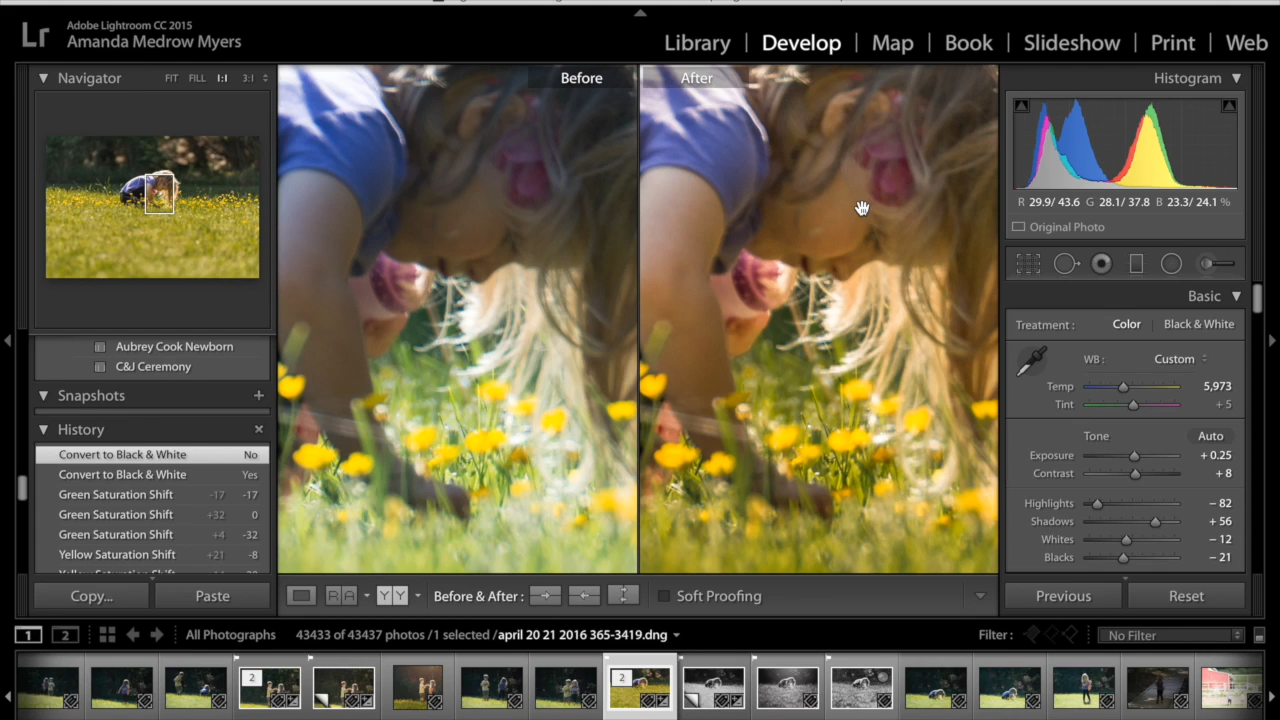 Lr
Adobe Lightroom CC 2015
Amanda Medrow Myers
Library | Develop | Map | Book | Slideshow | Print | Web
Navigator FIT FILL 1:1 3:1
Aubrey Cook Newborn
C&J Ceremony
Snapshots +
History ×
Convert to Black & White No
Convert to Black & White Yes
Green Saturation Shift -17 -17
Green Saturation Shift +32 0
Green Saturation Shift +4 -32
Yellow Saturation Shift +21 -8
Copy... Paste
Before After
R A Y Y Before & After : Soft Proofing
Histogram
R 29.9/ 43.6 G 28.1/ 37.8 B 23.3/ 24.1 %
Original Photo
Basic
Treatment : Color | Black & White
WB : Custom
Temp 5,973
Tint + 5
Tone Auto
Exposure + 0.25
Contrast + 8
Highlights − 82
Shadows + 56
Whites − 12
Blacks − 21
Previous Reset
1 2 All Photographs 43433 of 43437 photos /1 selected /april 20 21 2016 365-3419.dng Filter : No Filter
2 2